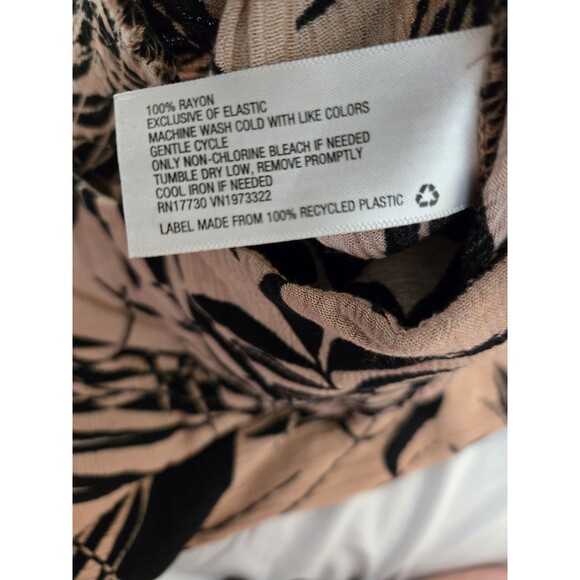 100% RAYON
EXCLUSIVE OF ELASTIC
MACHINE WASH COLD WITH LIKE COLORS
GENTLE CYCLE
ONLY NON-CHLORINE BLEACH IF NEEDED
TUMBLE DRY LOW, REMOVE PROMPTLY
COOL IRON IF NEEDED
RN17730 VN1973322
LABEL MADE FROM 100% RECYCLED PLASTIC